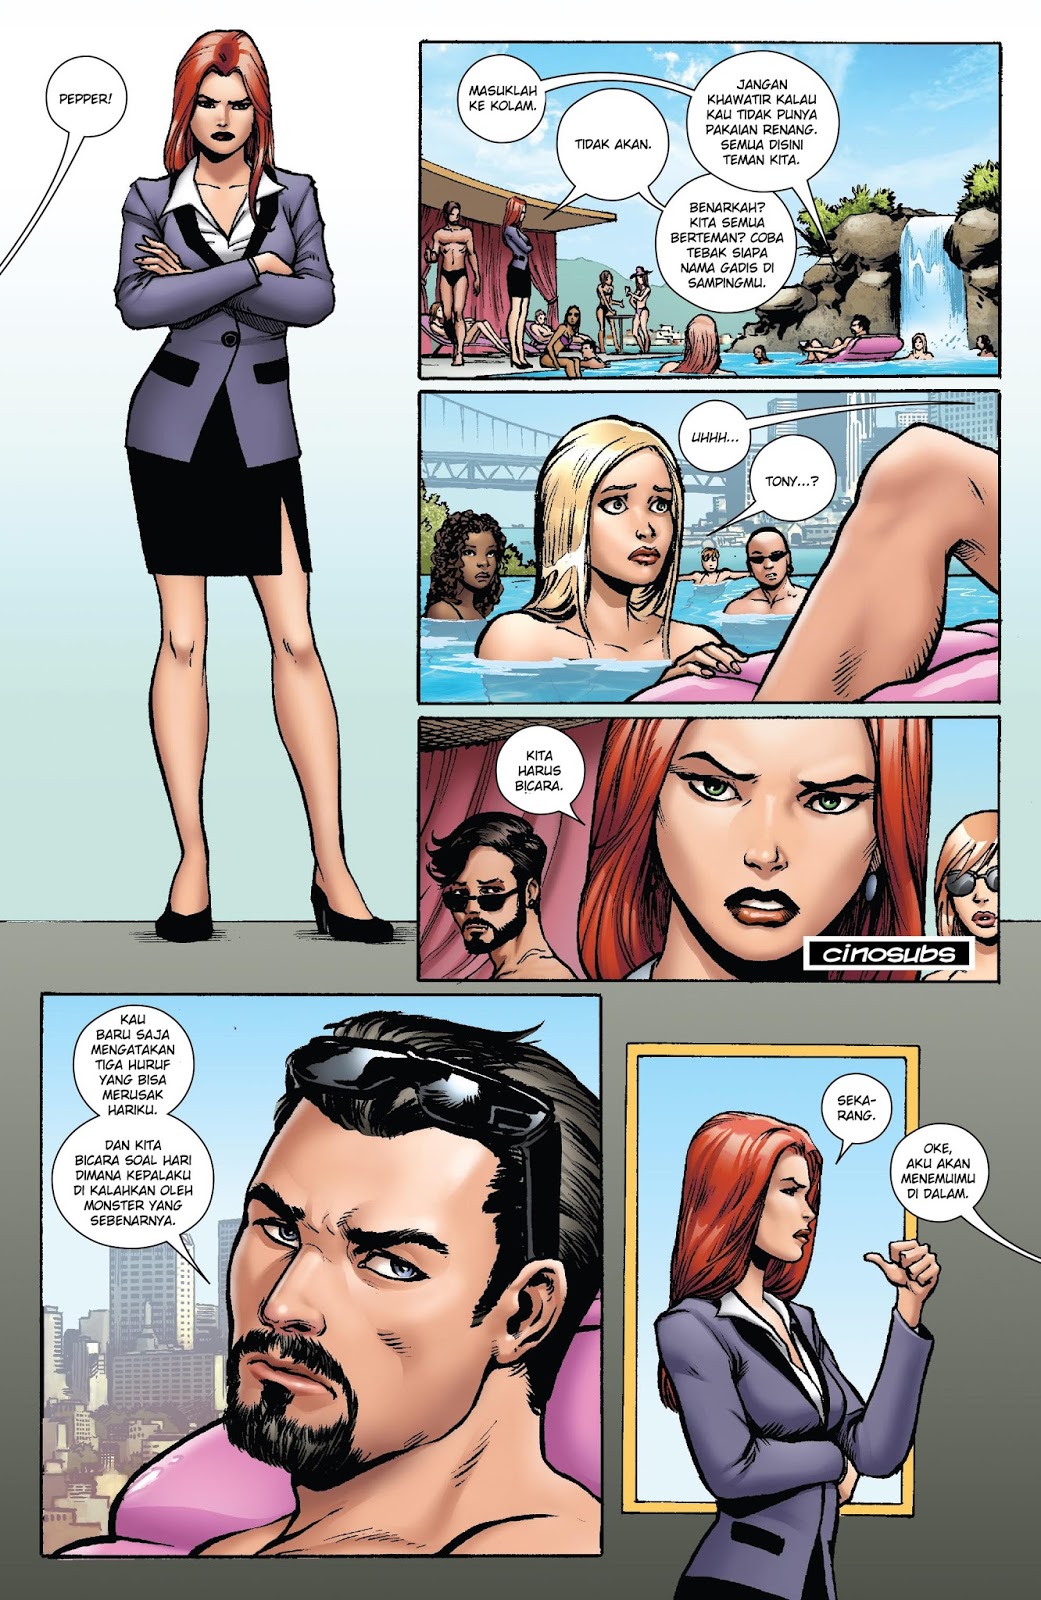 PEPPER!
MASUKLAH
KE KOLAM.
TIDAK AKAN.
JANGAN
KHAWATIR KALAU
KAU TIDAK PUNYA
PAKAIAN RENANG.
SEMUA DISINI
TEMAN KITA.
BENARKAH?
KITA SEMUA
BERTEMAN? COBA
TEBAK SIAPA
NAMA GADIS DI
SAMPINGMU.
UHHH...
TONY...?
KITA
HARUS
BICARA.
cinosubs
KAU
BARU SAJA
MENGATAKAN
TIGA HURUF
YANG BISA
MERUSAK
HARIKU.
DAN KITA
BICARA SOAL HARI
DIMANA KEPALAKU
DI KALAHKAN OLEH
MONSTER YANG
SEBENARNYA.
SEKA-
RANG.
OKE,
AKU AKAN
MENEMUIMU
DI DALAM.